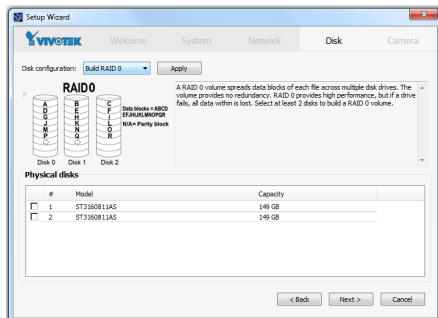 Setup Wizard
VIVOTEK Welcome System Network Disk Camera
Disk configuration: Build RAID 0 Apply
RAID0
A RAID 0 volume spreads data blocks of each file across multiple disk drives. The
volume provides no redundancy. RAID 0 provides high performance, but if a drive
fails, all data within is lost. Select at least 2 disks to build a RAID 0 volume.
A B C
D E F
G H I
J K L
M N O
P Q R
Data blocks = ABCD
EFJHIJKLMNOPQR
N/A= Parity block
Disk 0 Disk 1 Disk 2
Physical disks
# Model Capacity
1 ST3160811AS 149 GB
2 ST3160811AS 149 GB
< Back Next > Cancel